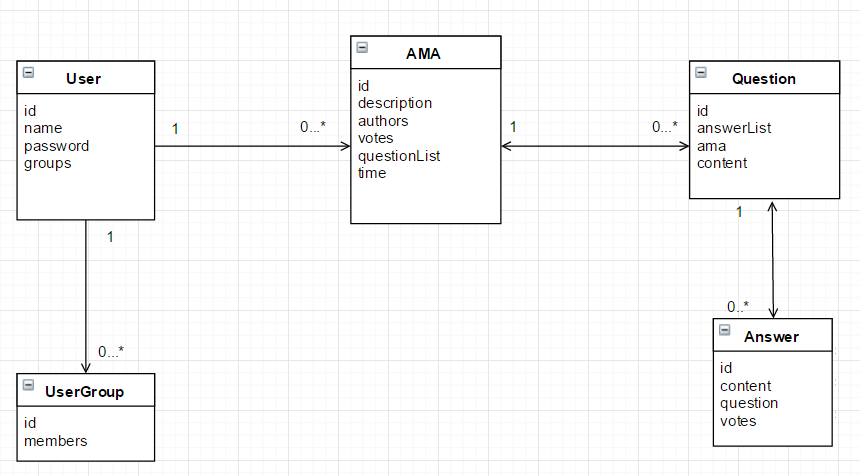 User
id
name
password
groups
1
0...*
AMA
id
description
authors
votes
questionList
time
1
0...*
Question
id
answerList
ama
content
1
0...*
UserGroup
id
members
1
0..*
Answer
id
content
question
votes